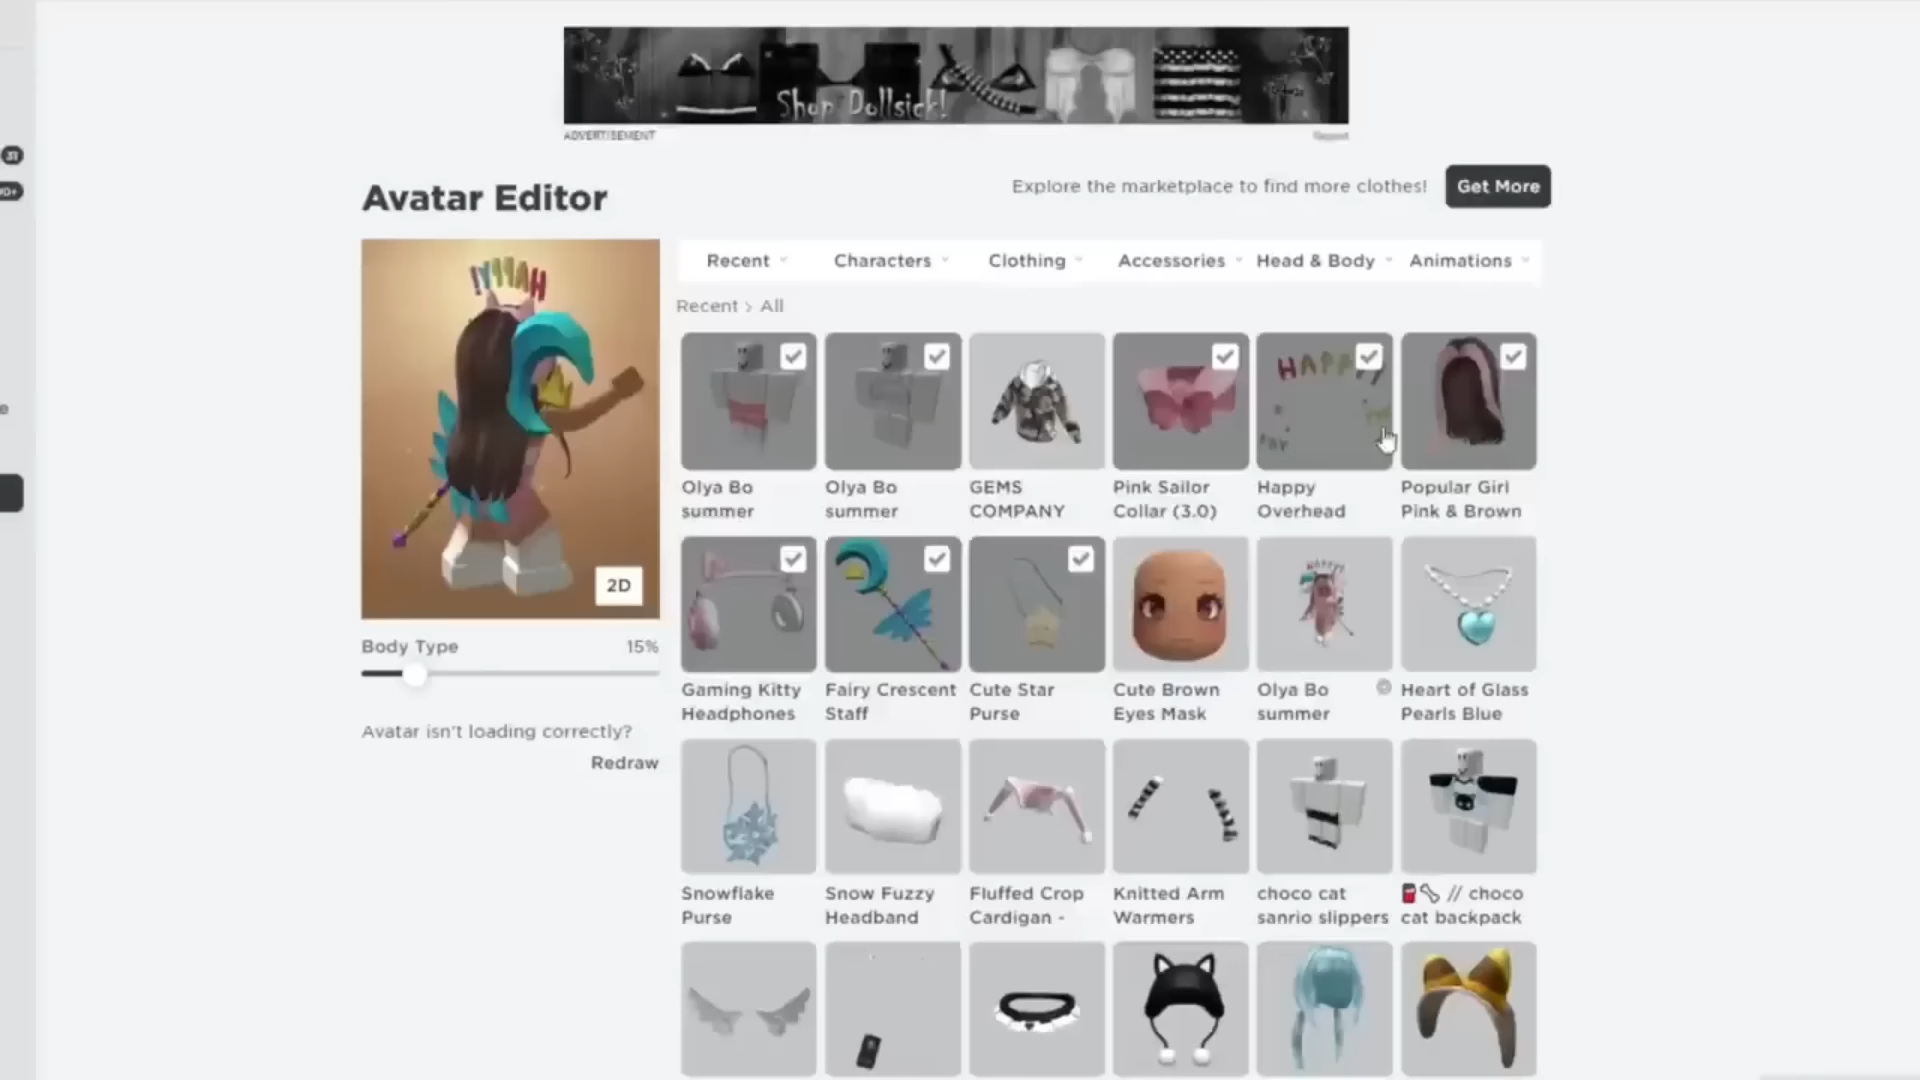 Shop Dollsick!
ADVERTISEMENT
Report
31
Avatar Editor
Explore the marketplace to find more clothes!
Get More
Recent
Characters
Clothing
Accessories
Head & Body
Animations
Recent > All
HAPPY
2D
Body Type
15%
Avatar isn't loading correctly?
Redraw
Olya Bo
summer
Olya Bo
summer
GEMS
COMPANY
Pink Sailor
Collar (3.0)
Happy
Overhead
Popular Girl
Pink & Brown
Gaming Kitty
Headphones
Fairy Crescent
Staff
Cute Star
Purse
Cute Brown
Eyes Mask
Olya Bo
summer
Heart of Glass
Pearls Blue
Snowflake
Purse
Snow Fuzzy
Headband
Fluffed Crop
Cardigan -
Knitted Arm
Warmers
choco cat
sanrio slippers
// choco
cat backpack